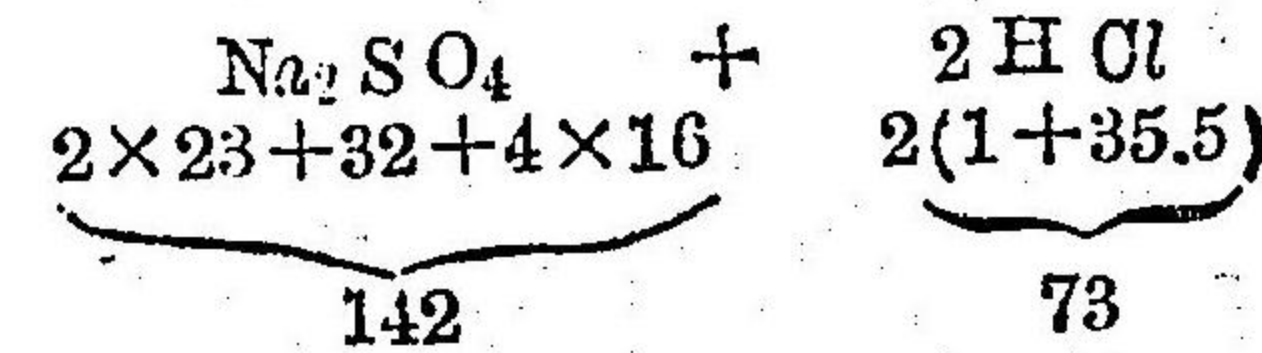 Na₂ S O₄ + 2 H Cl
2×23+32+4×16 2(1+35.5)
142 73